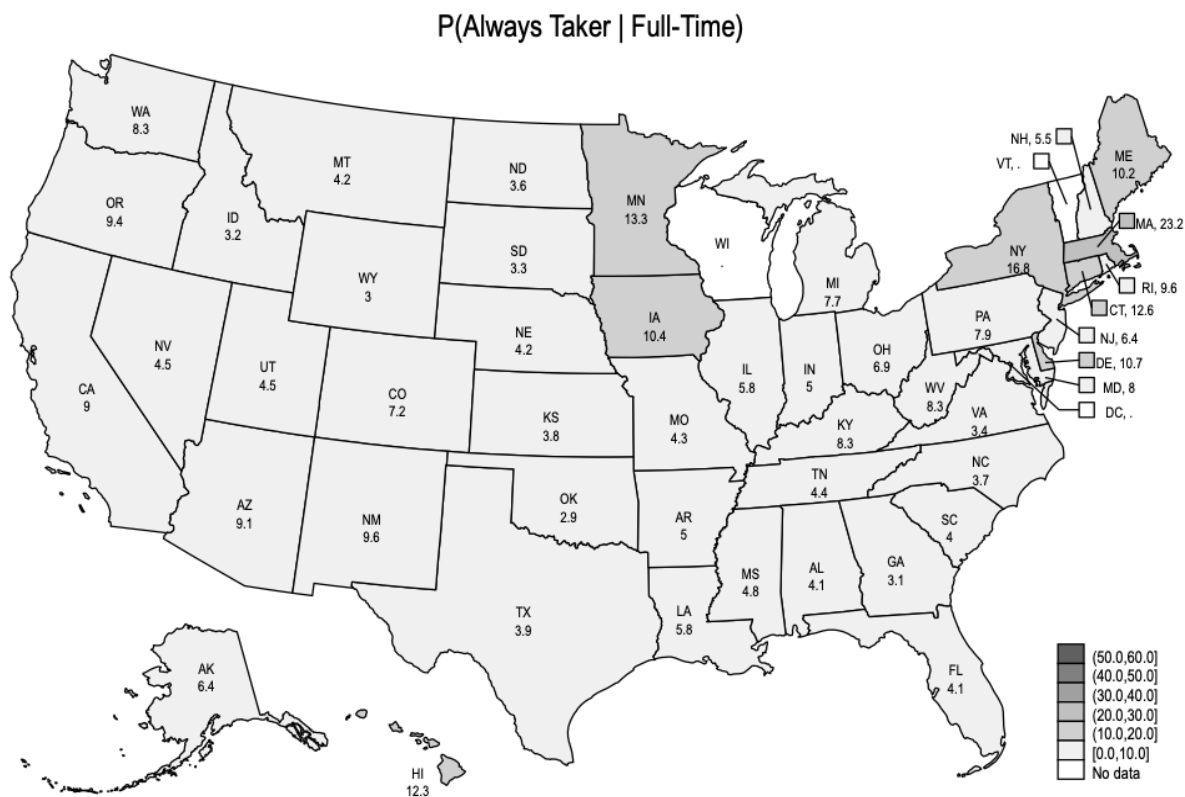 P(Always Taker | Full-Time)
WA
8.3
OR
9.4
CA
9
NV
4.5
ID
3.2
MT
4.2
WY
3
UT
4.5
CO
7.2
AZ
9.1
NM
9.6
ND
3.6
SD
3.3
NE
4.2
KS
3.8
OK
2.9
TX
3.9
MN
13.3
IA
10.4
MO
4.3
AR
5
LA
5.8
WI
.
IL
5.8
MI
7.7
IN
5
OH
6.9
KY
8.3
TN
4.4
MS
4.8
AL
4.1
GA
3.1
FL
4.1
SC
4
NC
3.7
VA
3.4
WV
8.3
PA
7.9
NY
16.8
ME
10.2
NH, 5.5
VT, .
MA, 23.2
RI, 9.6
CT, 12.6
NJ, 6.4
DE, 10.7
MD, 8
DC, .
AK
6.4
HI
12.3
(50.0,60.0]
(40.0,50.0]
(30.0,40.0]
(20.0,30.0]
(10.0,20.0]
[0.0,10.0]
No data